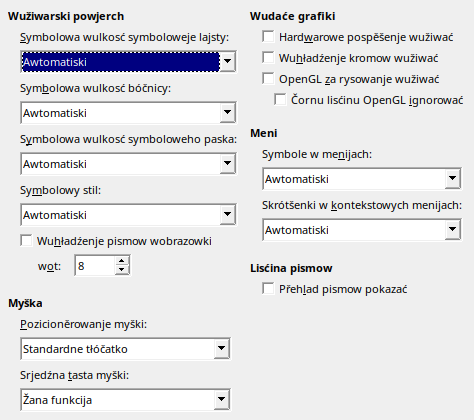 Wužiwarski powjerch
Symbolowa wulkosć symboloweje lajsty:
Awtomatiski
Symbolowa wulkosć bóčnicy:
Awtomatiski
Symbolowa wulkosć symboloweho paska:
Awtomatiski
Symbolowy stil:
Awtomatiski
Wuhładźenje pismow wobrazowki
wot: 8
Myška
Pozicioněrowanje myški:
Standardne tłóčatko
Srjedźna tasta myški:
Žana funkcija
Wudaće grafiki
Hardwarowe pospěšenje wužiwać
Wuhładźenje kromow wužiwać
OpenGL za rysowanje wužiwać
Čornu lisćinu OpenGL ignorować
Meni
Symbole w menijach:
Awtomatiski
Skrótšenki w kontekstowych menijach:
Awtomatiski
Lisćina pismow
Přehlad pismow pokazać